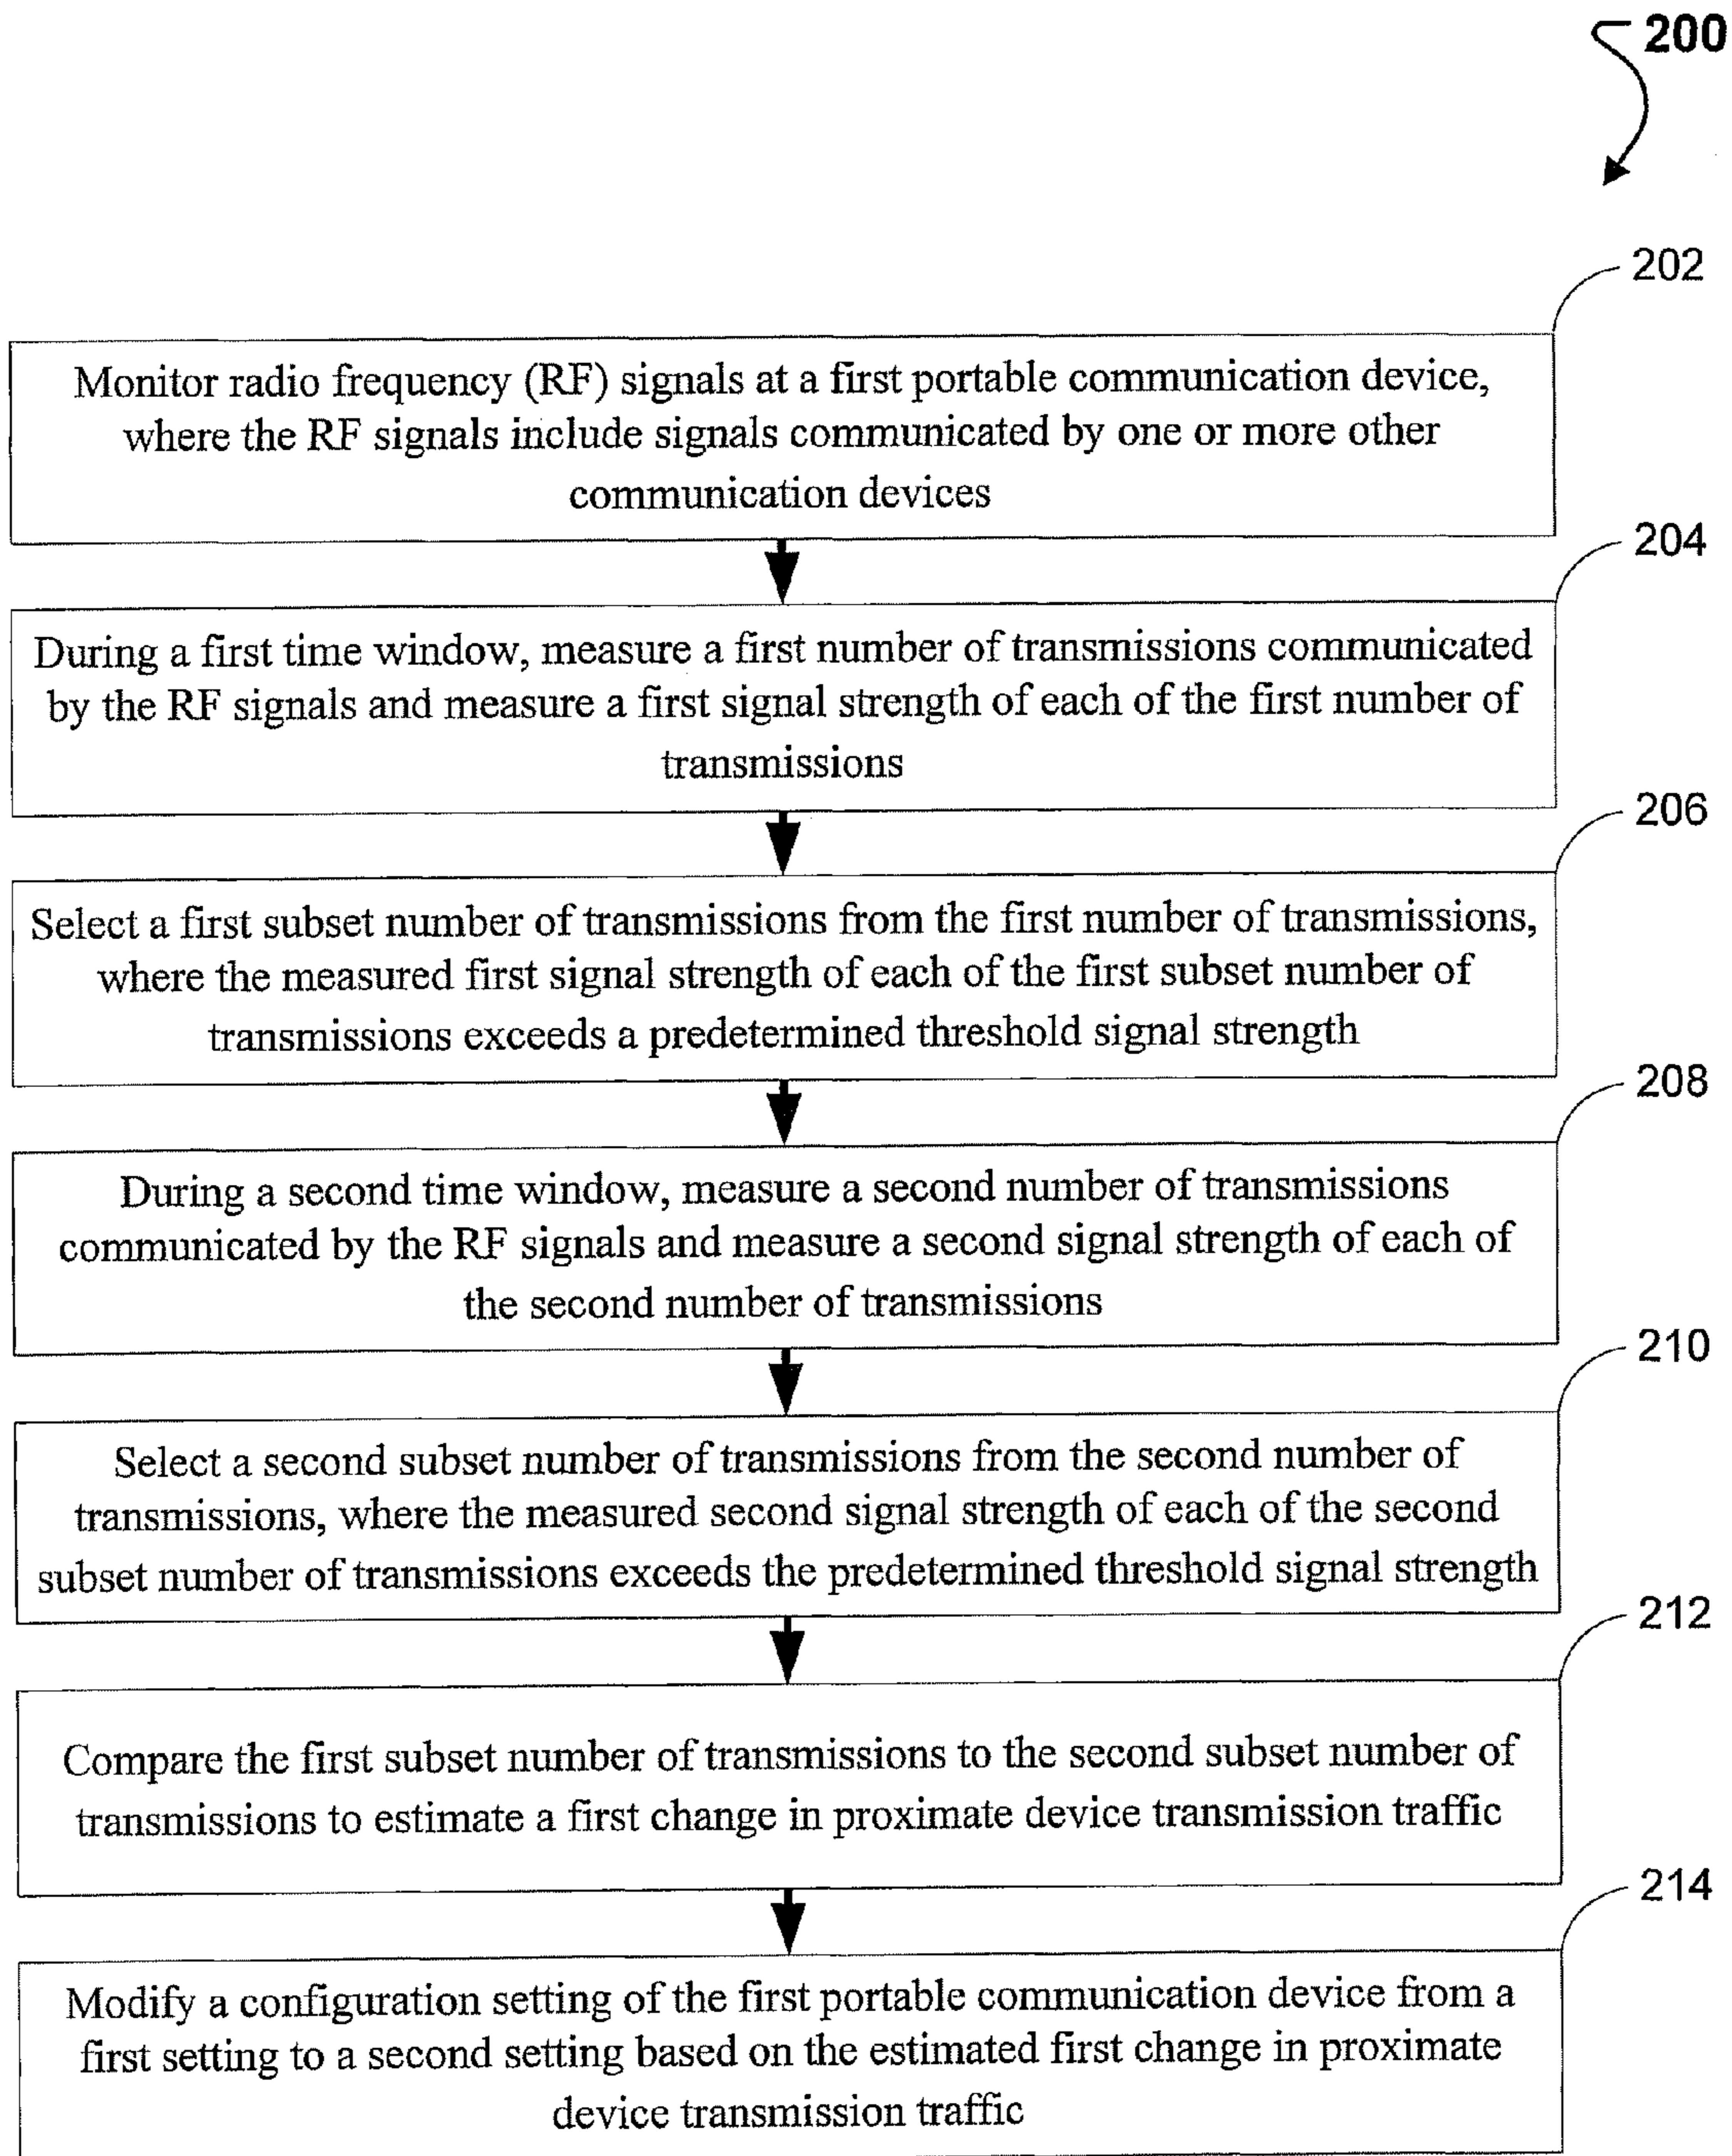 200
202
Monitor radio frequency (RF) signals at a first portable communication device,
where the RF signals include signals communicated by one or more other
communication devices
204
During a first time window, measure a first number of transmissions communicated
by the RF signals and measure a first signal strength of each of the first number of
transmissions
206
Select a first subset number of transmissions from the first number of transmissions,
where the measured first signal strength of each of the first subset number of
transmissions exceeds a predetermined threshold signal strength
208
During a second time window, measure a second number of transmissions
communicated by the RF signals and measure a second signal strength of each of
the second number of transmissions
210
Select a second subset number of transmissions from the second number of
transmissions, where the measured second signal strength of each of the second
subset number of transmissions exceeds the predetermined threshold signal strength
212
Compare the first subset number of transmissions to the second subset number of
transmissions to estimate a first change in proximate device transmission traffic
214
Modify a configuration setting of the first portable communication device from a
first setting to a second setting based on the estimated first change in proximate
device transmission traffic